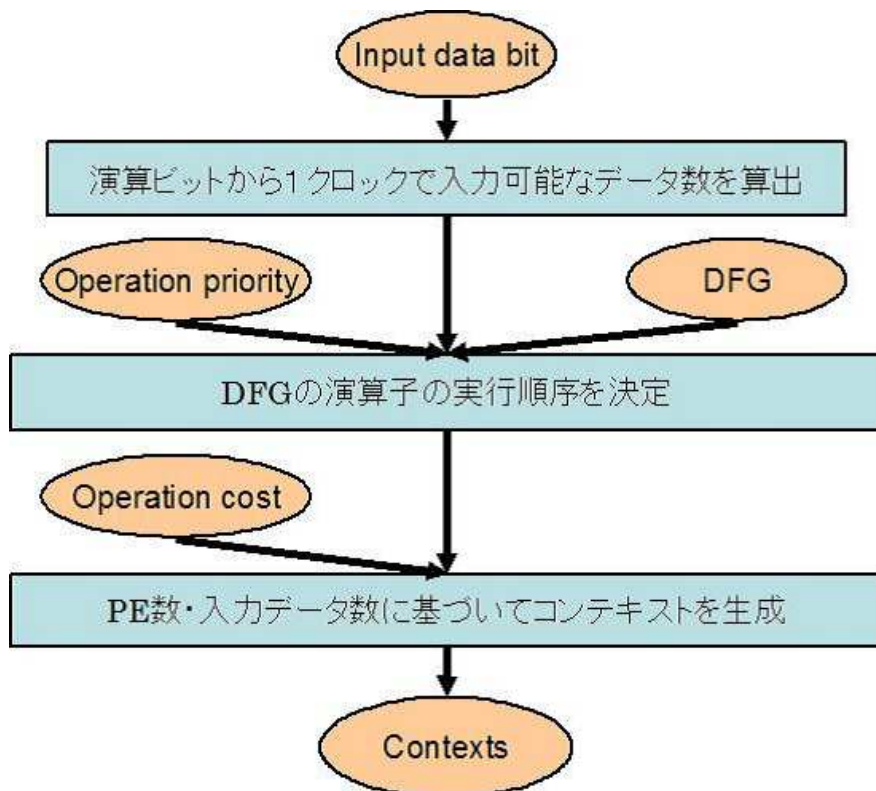 Input data bit
演算ビットから1クロックで入力可能なデータ数を算出
Operation priority
DFG
DFGの演算子の実行順序を決定
Operation cost
PE数・入力データ数に基づいてコンテキストを生成
Contexts